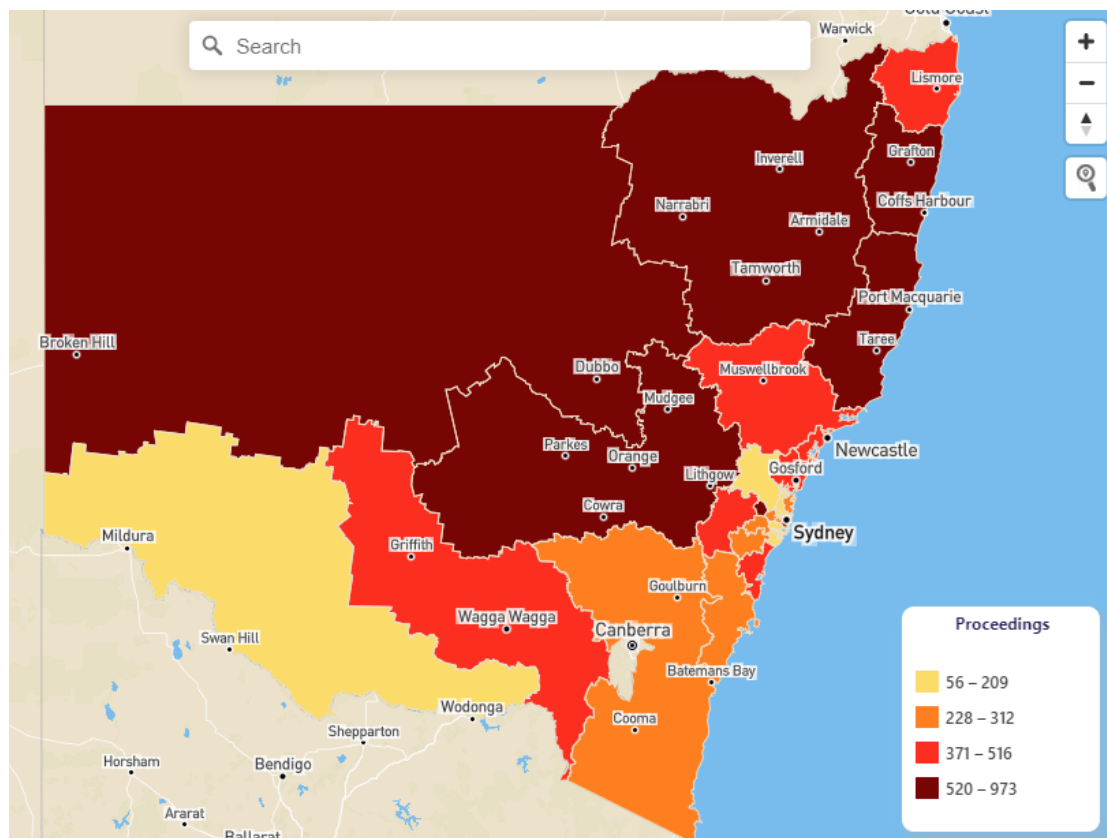 Gold Coast
Warwick
Search
Lismore
Inverell
Grafton
Narrabri
Coffs Harbour
Armidale
Tamworth
Port Macquarie
Broken Hill
Taree
Dubbo
Muswellbrook
Mudgee
Parkes
Newcastle
Orange
Gosford
Lithgow
Cowra
Mildura
Sydney
Griffith
Goulburn
Wagga Wagga
Canberra
Swan Hill
Batemans Bay
Wodonga
Cooma
Shepparton
Horsham
Bendigo
Ararat
Ballarat
Proceedings
56 – 209
228 – 312
371 – 516
520 – 973